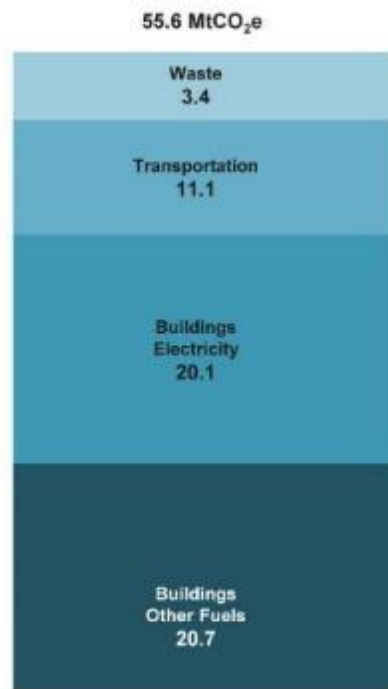 55.6 MtCO₂e
Waste
3.4
Transportation
11.1
Buildings
Electricity
20.1
Buildings
Other Fuels
20.7